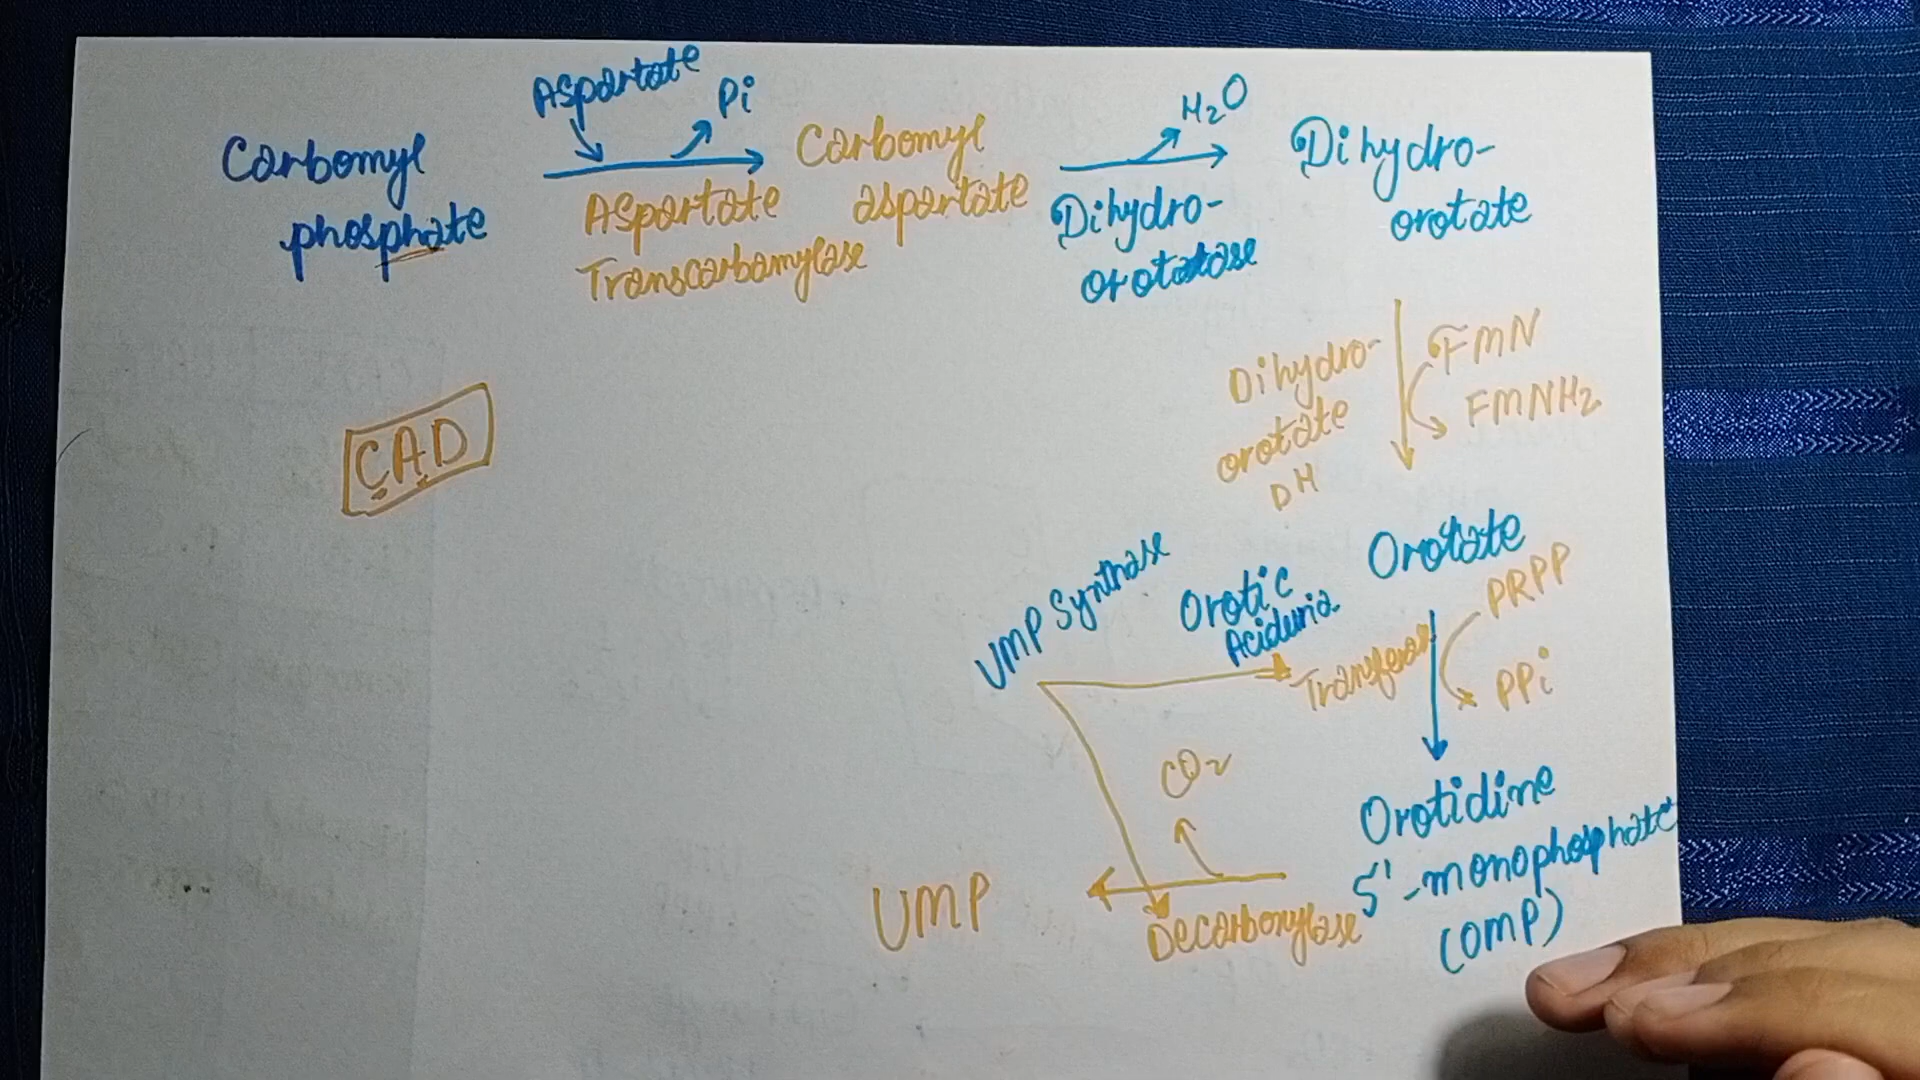 Aspartate
Pi
H2O
Carbomyl
phosphate
Aspartate
Transcarbamylase
Carbomyl
aspartate
Dihydro-
orotatase
Dihydro-
orotate
CAD
Dihydro-
orotate
DH
FMN
FMNH2
Orotate
UMP Synthase
Orotic
Aciduria
Transferase
PRPP
PPi
CO2
Orotidine
5'-monophosphate
(OMP)
Decarboxylase
UMP